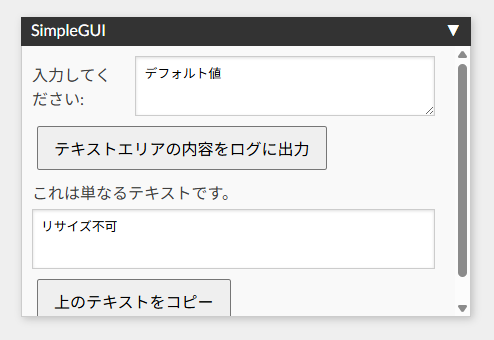 SimpleGUI ▼
入力してく
ださい:
デフォルト値
テキストエリアの内容をログに出力
これは単なるテキストです。
リサイズ不可
上のテキストをコピー